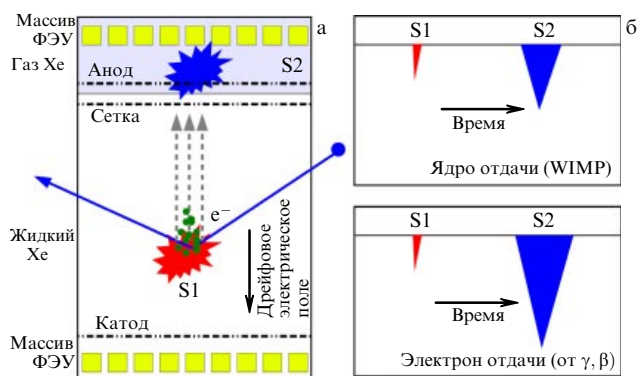 Массив
ФЭУ
а
Газ Xe
Анод
S2
Сетка
e⁻
Жидкий
Xe
S1
Дрейфовое
электрическое
поле
Катод
Массив
ФЭУ
S1 S2 б
Время
Ядро отдачи (WIMP)
S1 S2
Время
Электрон отдачи (от γ, β)